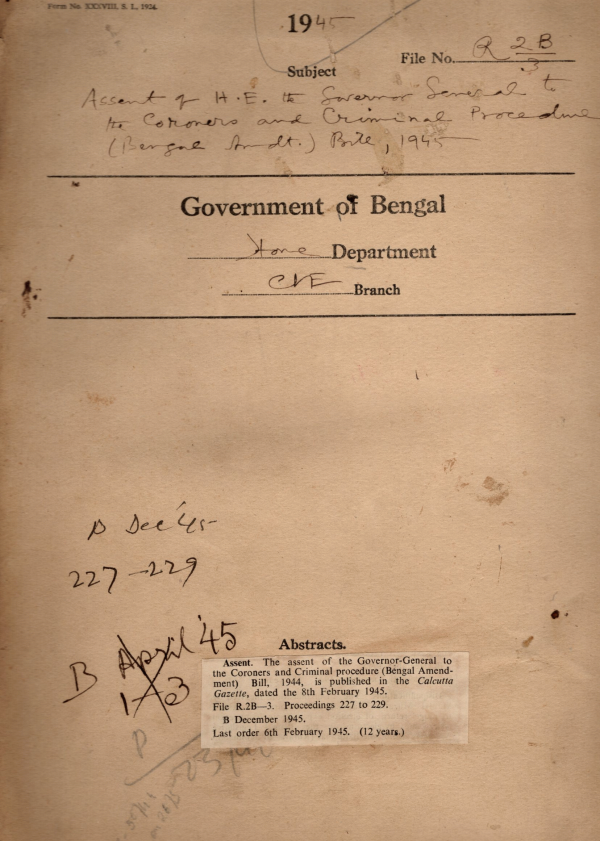 Form No. XXXVIII, S. I., 1924.
1945
File No. R 2B/3
Subject
Assent of H.E. the Governor General to
the Coroners and Criminal Procedure
(Bengal Amdt.) Bill, 1945
Government of Bengal
Home Department
Branch
B Dec '45
227-229
B April '45
1-3
Abstracts.
Assent. The assent of the Governor-General to
the Coroners and Criminal procedure (Bengal Amend-
ment) Bill, 1944, is published in the Calcutta
Gazette, dated the 8th February 1945.
File R.2B—3. Proceedings 227 to 229.
B December 1945.
Last order 6th February 1945. (12 years.)